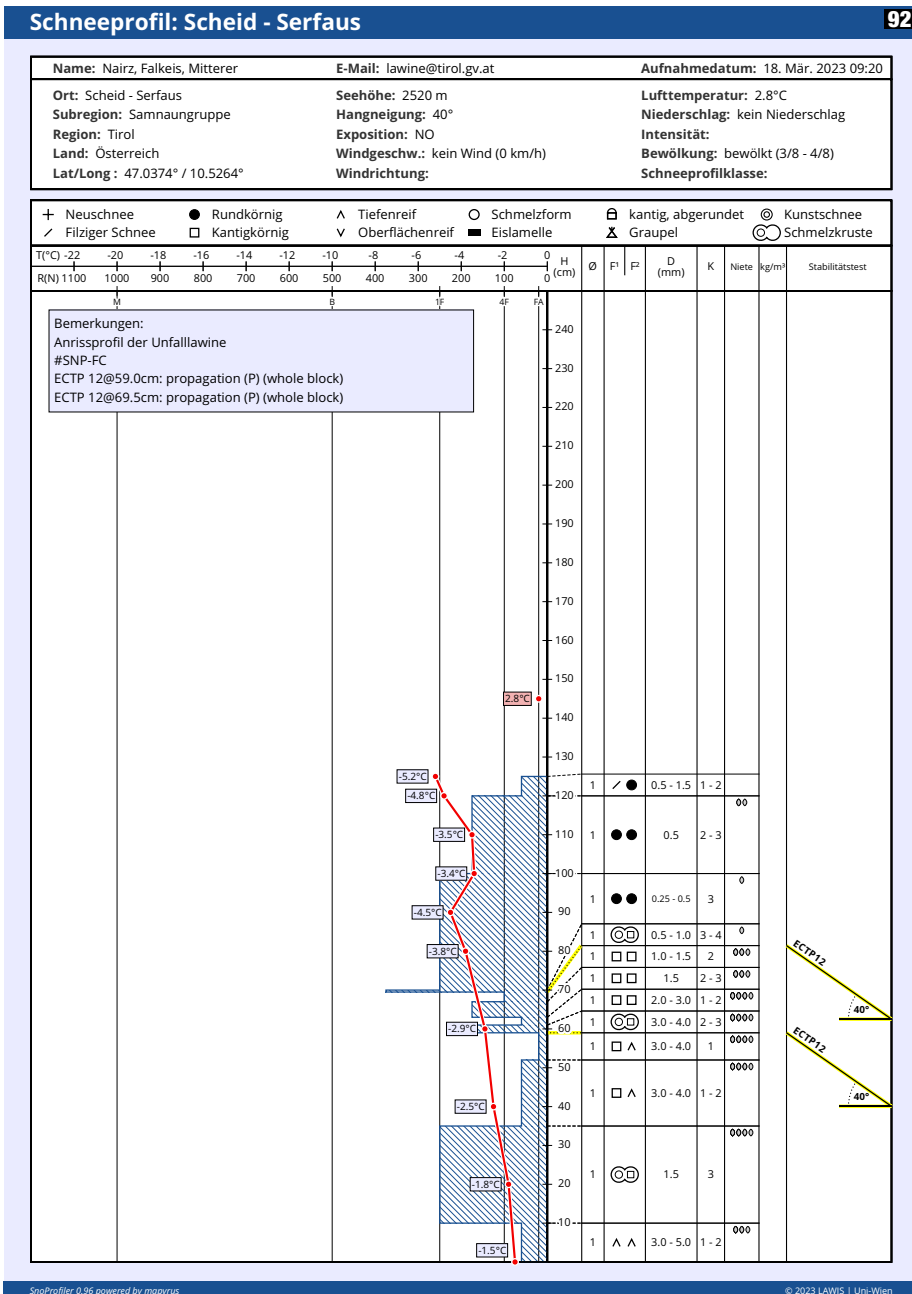 Schneeprofil: Scheid - Serfaus
92
Name: Nairz, Falkeis, Mitterer E-Mail: lawine@tirol.gv.at Aufnahmedatum: 18. Mär. 2023 09:20
Ort: Scheid - Serfaus Seehöhe: 2520 m Lufttemperatur: 2.8°C
Subregion: Samnaungruppe Hangneigung: 40° Niederschlag: kein Niederschlag
Region: Tirol Exposition: NO Intensität:
Land: Österreich Windgeschw.: kein Wind (0 km/h) Bewölkung: bewölkt (3/8 - 4/8)
Lat/Long : 47.0374° / 10.5264° Windrichtung: Schneeprofilklasse:
Neuschnee Rundkörnig Tiefenreif Schmelzform kantig, abgerundet Kunstschnee
Filziger Schnee Kantigkörnig Oberflächenreif Eislamelle Graupel Schmelzkruste
T(°C) -22 -20 -18 -16 -14 -12 -10 -8 -6 -4 -2 0
R(N) 1100 1000 900 800 700 600 500 400 300 200 100 0
H (cm) Ø F¹ F² D (mm) K Niete kg/m³ Stabilitätstest
M B 1F 4F FA
Bemerkungen:
Anrissprofil der Unfalllawine
#SNP-FC
ECTP 12@59.0cm: propagation (P) (whole block)
ECTP 12@69.5cm: propagation (P) (whole block)
240
230
220
210
200
190
180
170
160
150
2.8°C
140
130
-5.2°C
1 0.5 - 1.5 1 - 2
-4.8°C 120
-3.5°C 110 1 0.5 2 - 3
-3.4°C 100
1 0.25 - 0.5 3
-4.5°C 90
1 0.5 - 1.0 3 - 4
-3.8°C 80
1 1.0 - 1.5 2
ECTP12
1 1.5 2 - 3
70
1 2.0 - 3.0 1 - 2
40°
1 3.0 - 4.0 2 - 3
-2.9°C 60
ECTP12
1 3.0 - 4.0 1
50
1 3.0 - 4.0 1 - 2
40°
-2.5°C 40
30
1 1.5 3
-1.8°C 20
10
1 3.0 - 5.0 1 - 2
-1.5°C
SnoProfiler 0.96 powered by mapyrus © 2023 LAWIS | Uni-Wien